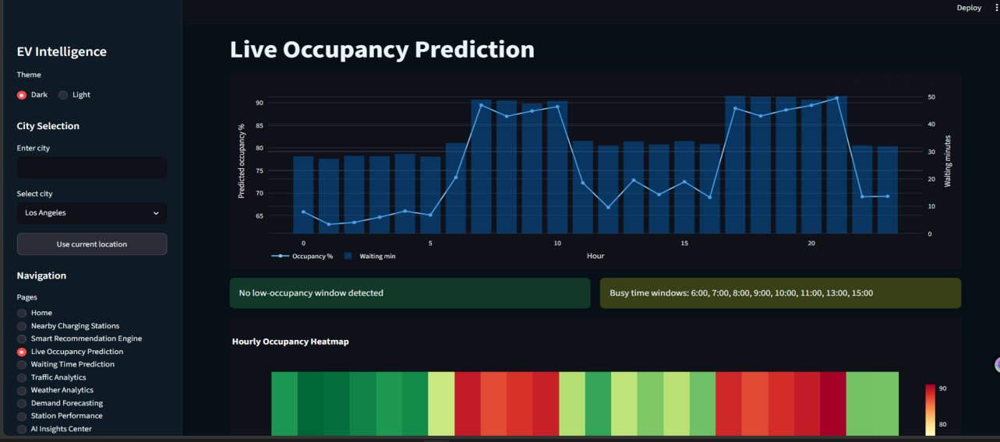 Deploy
EV Intelligence
Theme
Dark
Light
City Selection
Enter city
Select city
Los Angeles
Use current location
Navigation
Pages
Home
Nearby Charging Stations
Smart Recommendation Engine
Live Occupancy Prediction
Waiting Time Prediction
Traffic Analytics
Weather Analytics
Demand Forecasting
Station Performance
AI Insights Center
Live Occupancy Prediction
Predicted occupancy %
90
85
80
75
70
65
50
40
30
20
10
0
Waiting minutes
0
5
10
15
20
Hour
Occupancy %
Waiting min
No low-occupancy window detected
Busy time windows: 6:00, 7:00, 8:00, 9:00, 10:00, 11:00, 13:00, 15:00
Hourly Occupancy Heatmap
90
80